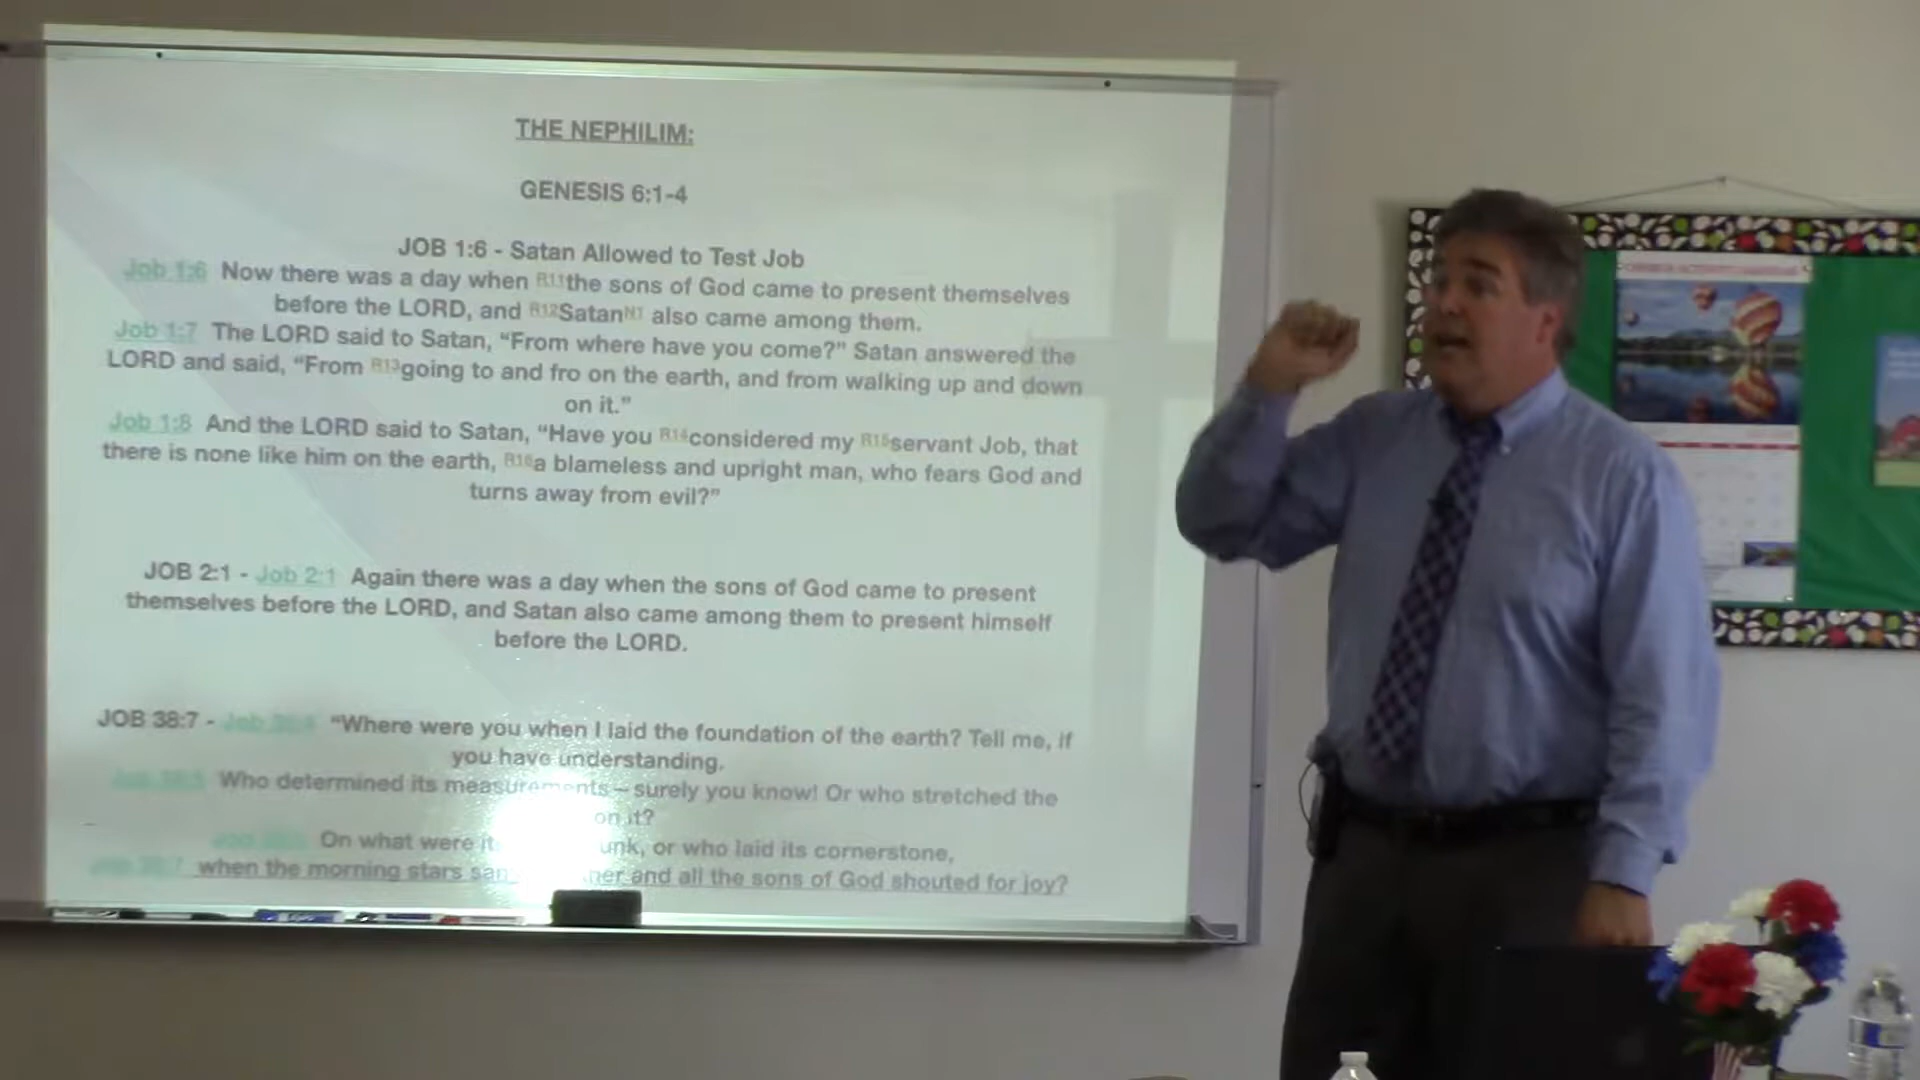 THE NEPHILIM:
GENESIS 6:1-4
JOB 1:6 - Satan Allowed to Test Job
Job 1:6 Now there was a day when R11the sons of God came to present themselves
before the LORD, and R12SatanN1 also came among them.
Job 1:7 The LORD said to Satan, “From where have you come?” Satan answered the
LORD and said, “From R13going to and fro on the earth, and from walking up and down
on it.”
Job 1:8 And the LORD said to Satan, “Have you R14considered my R15servant Job, that
there is none like him on the earth, R16a blameless and upright man, who fears God and
turns away from evil?”
JOB 2:1 - Job 2:1 Again there was a day when the sons of God came to present
themselves before the LORD, and Satan also came among them to present himself
before the LORD.
JOB 38:7 - “Where were you when I laid the foundation of the earth? Tell me, if
you have understanding.
Who determined its measurements – surely you know! Or who stretched the
on it?
On what were it or who laid its cornerstone,
when the morning stars and all the sons of God shouted for joy?